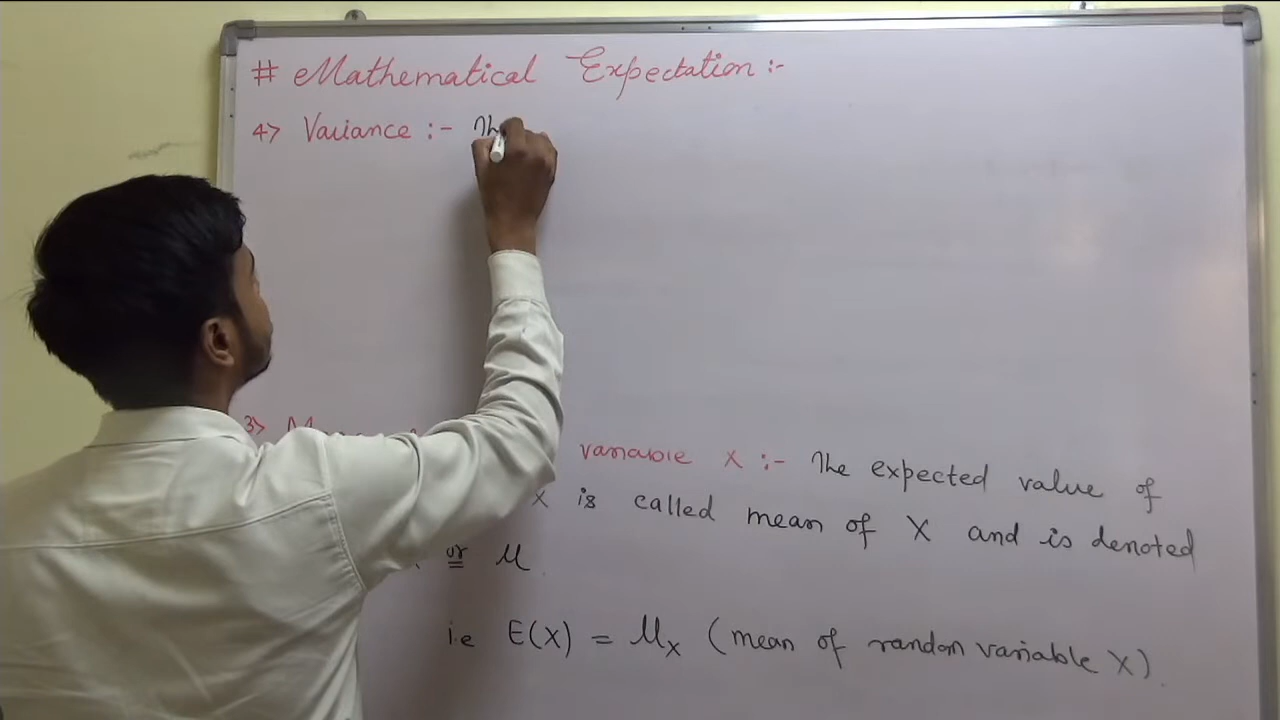 # Mathematical Expectation :-
4> Variance :- Th
3> variable X :- The expected value of
X is called mean of X and is denoted
or μ
i.e E(X) = μₓ (mean of random variable X).